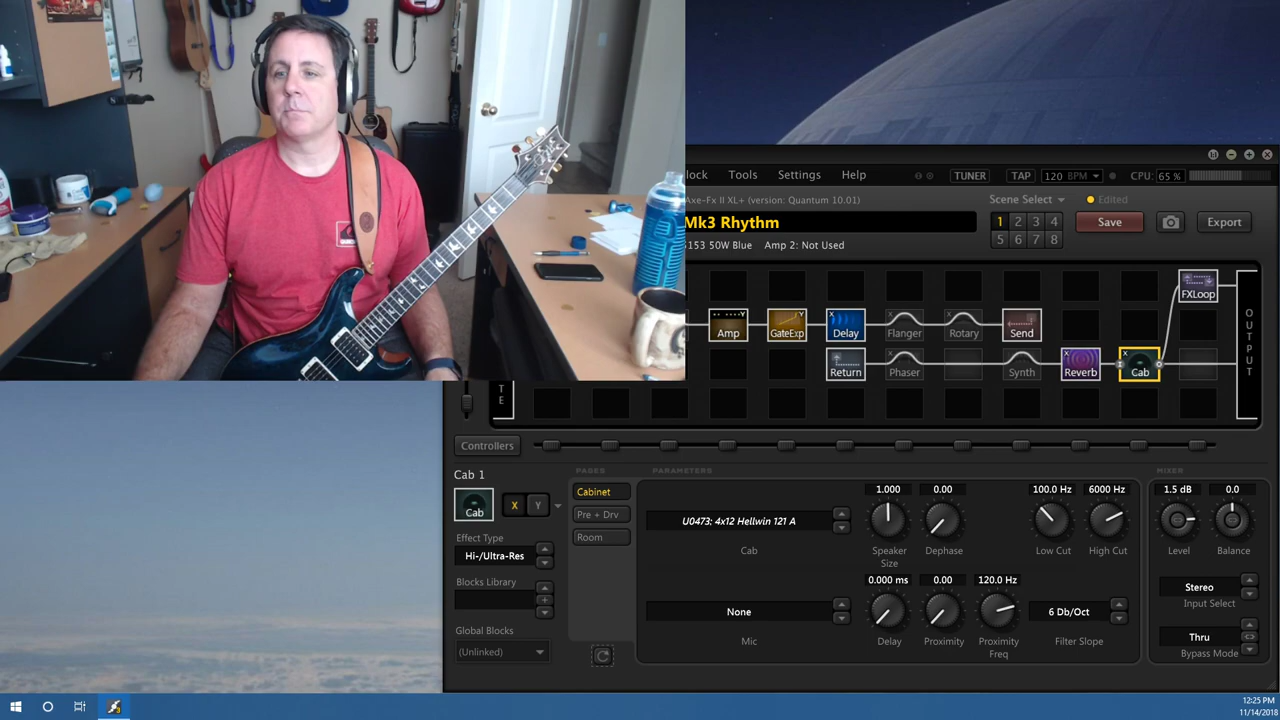 lock Tools Settings Help TUNER TAP 120 BPM CPU: 65 %
Axe-Fx II XL+ (version: Quantum 10.01)
Scene Select
Edited
Mk3 Rhythm
1 2 3 4
5 6 7 8
Save
Export
153 50W Blue Amp 2: Not Used
FXLoop
Y
Amp
Y
GateExp
X
Delay
X
Flanger
X
Rotary
Send
Return
X
Phaser
X
Synth
X
Reverb
X
Cab
OUTPUT
T
E
Controllers
Cab 1
Cab
X Y
Effect Type
Hi-/Ultra-Res
Blocks Library
Global Blocks
(Unlinked)
PAGES
Cabinet
Pre + Drv
Room
PARAMETERS
U0473: 4x12 Hellwin 121 A
Cab
1.000
Speaker
Size
0.00
Dephase
100.0 Hz
Low Cut
6000 Hz
High Cut
None
Mic
0.000 ms
Delay
0.00
Proximity
120.0 Hz
Proximity
Freq
6 Db/Oct
Filter Slope
MIXER
1.5 dB
Level
0.0
Balance
Stereo
Input Select
Thru
Bypass Mode
12:25 PM
11/14/2018